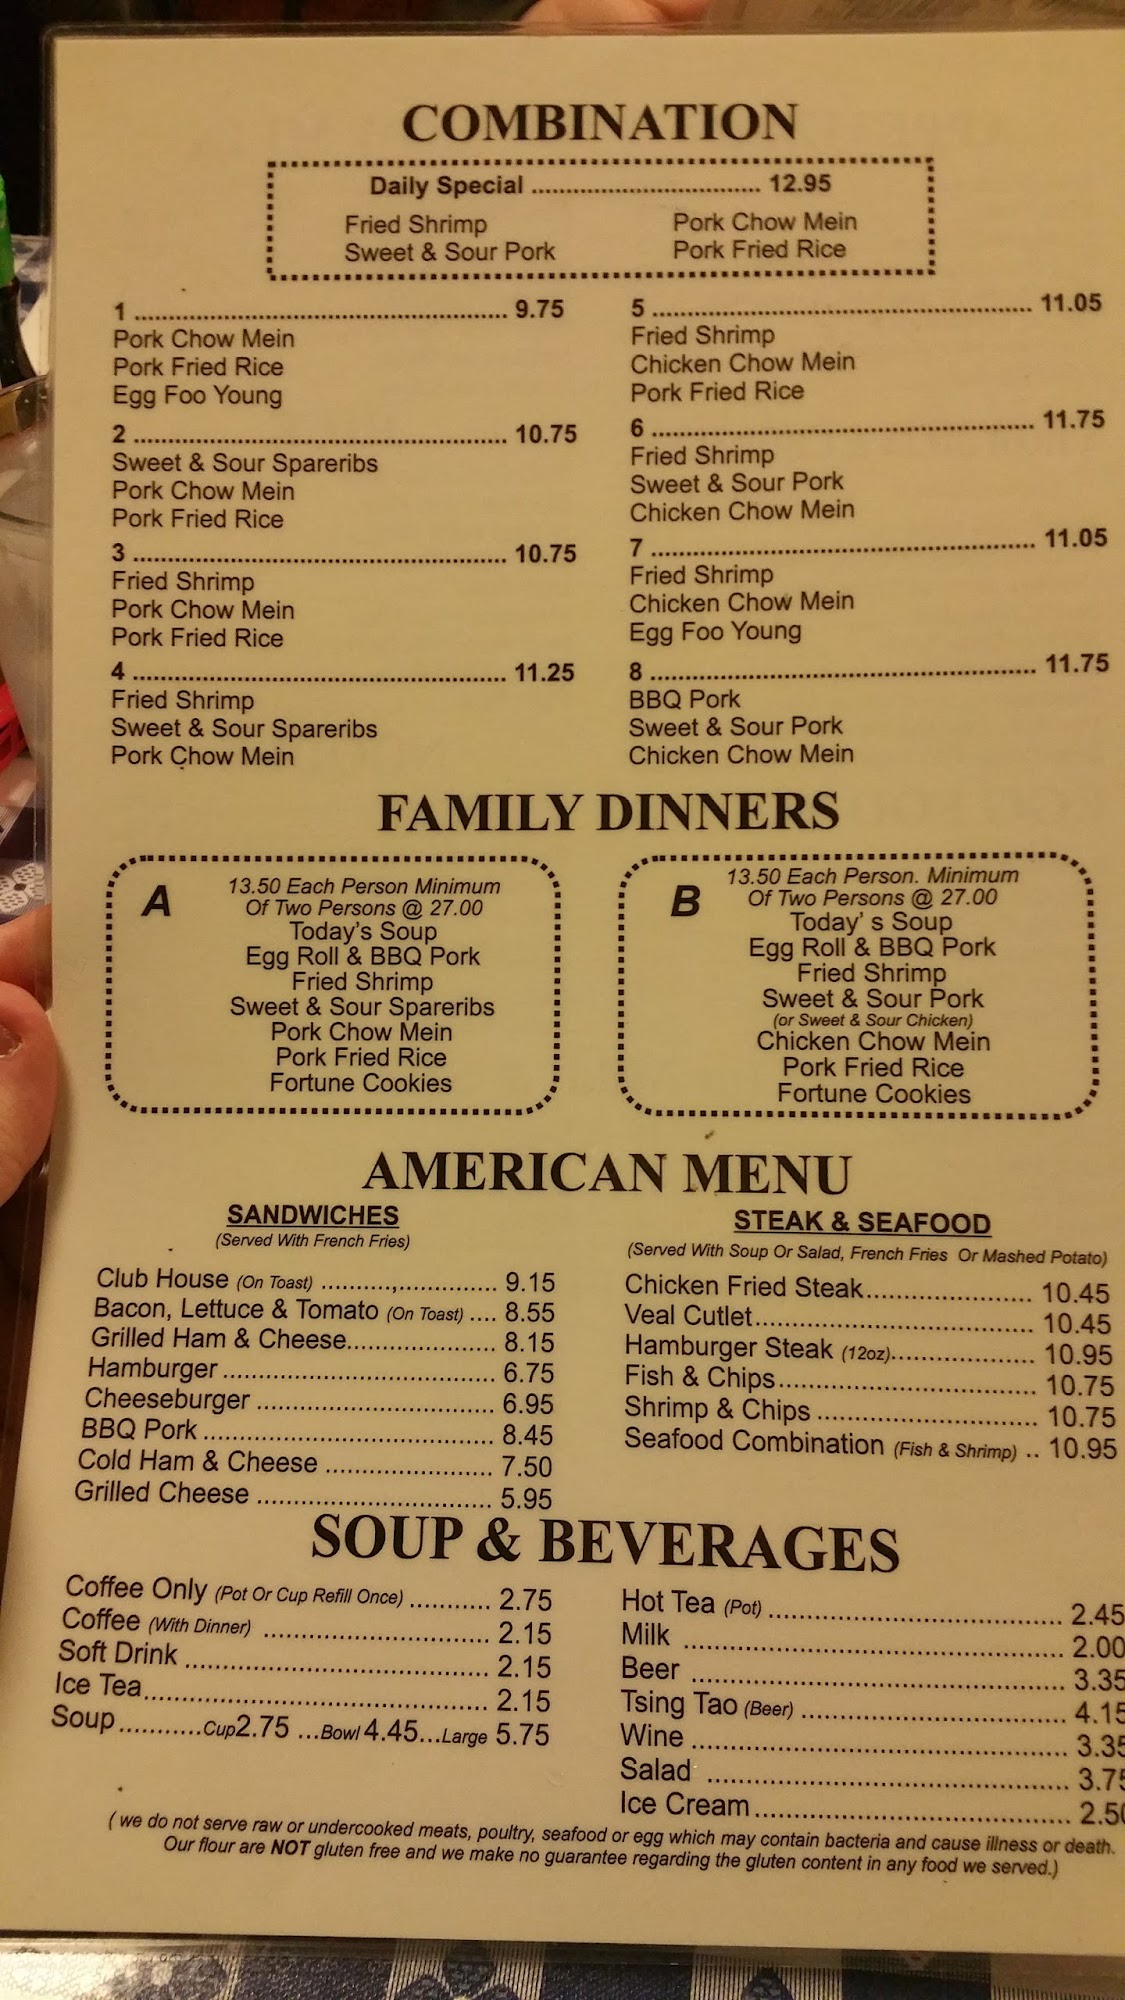 COMBINATION
Daily Special ................................. 12.95
Fried Shrimp
Sweet & Sour Pork
Pork Chow Mein
Pork Fried Rice
1 ...................................................... 9.75
Pork Chow Mein
Pork Fried Rice
Egg Foo Young
2 ...................................................... 10.75
Sweet & Sour Spareribs
Pork Chow Mein
Pork Fried Rice
3 ...................................................... 10.75
Fried Shrimp
Pork Chow Mein
Pork Fried Rice
4 ...................................................... 11.25
Fried Shrimp
Sweet & Sour Spareribs
Pork Chow Mein
5 ...................................................... 11.05
Fried Shrimp
Chicken Chow Mein
Pork Fried Rice
6 ...................................................... 11.75
Fried Shrimp
Sweet & Sour Pork
Chicken Chow Mein
7 ...................................................... 11.05
Fried Shrimp
Chicken Chow Mein
Egg Foo Young
8 ...................................................... 11.75
BBQ Pork
Sweet & Sour Pork
Chicken Chow Mein
FAMILY DINNERS
A
13.50 Each Person Minimum
Of Two Persons @ 27.00
Today's Soup
Egg Roll & BBQ Pork
Fried Shrimp
Sweet & Sour Spareribs
Pork Chow Mein
Pork Fried Rice
Fortune Cookies
B
13.50 Each Person. Minimum
Of Two Persons @ 27.00
Today' s Soup
Egg Roll & BBQ Pork
Fried Shrimp
Sweet & Sour Pork
(or Sweet & Sour Chicken)
Chicken Chow Mein
Pork Fried Rice
Fortune Cookies
AMERICAN MENU
SANDWICHES
(Served With French Fries)
Club House (On Toast) ......................... 9.15
Bacon, Lettuce & Tomato (On Toast) .... 8.55
Grilled Ham & Cheese...................... 8.15
Hamburger ........................................ 6.75
Cheeseburger ................................... 6.95
BBQ Pork .......................................... 8.45
Cold Ham & Cheese ........................ 7.50
Grilled Cheese .................................. 5.95
STEAK & SEAFOOD
(Served With Soup Or Salad, French Fries Or Mashed Potato)
Chicken Fried Steak........................ 10.45
Veal Cutlet........................................ 10.45
Hamburger Steak (12oz)..................... 10.95
Fish & Chips..................................... 10.75
Shrimp & Chips ................................ 10.75
Seafood Combination (Fish & Shrimp) .. 10.95
SOUP & BEVERAGES
Coffee Only (Pot Or Cup Refill Once) ........... 2.75
Coffee (With Dinner) ................................. 2.15
Soft Drink ............................................ 2.15
Ice Tea................................................. 2.15
Soup...........Cup2.75 ...Bowl 4.45...Large 5.75
Hot Tea (Pot) .......................................... 2.45
Milk ....................................................... 2.00
Beer ...................................................... 3.35
Tsing Tao (Beer) ...................................... 4.15
Wine ...................................................... 3.35
Salad .................................................... 3.75
Ice Cream.............................................. 2.50
( we do not serve raw or undercooked meats, poultry, seafood or egg which may contain bacteria and cause illness or death.
Our flour are NOT gluten free and we make no guarantee regarding the gluten content in any food we served.)